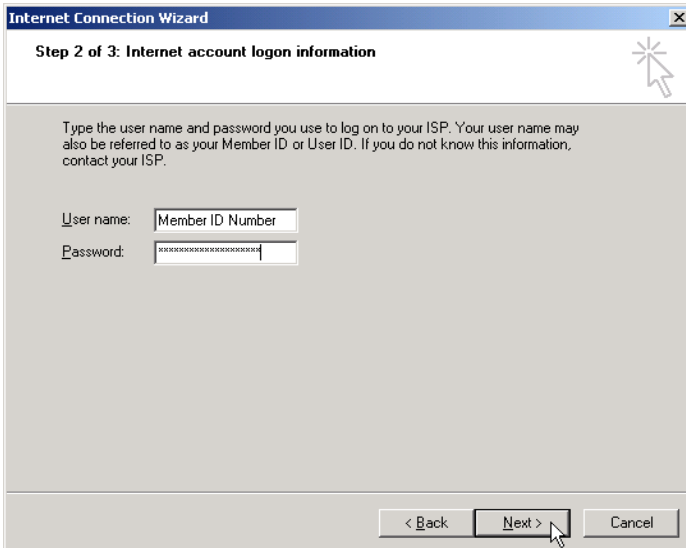 Internet Connection Wizard
Step 2 of 3: Internet account logon information
Type the user name and password you use to log on to your ISP. Your user name may
also be referred to as your Member ID or User ID. If you do not know this information,
contact your ISP.
User name: Member ID Number
Password: ********************
< Back Next > Cancel